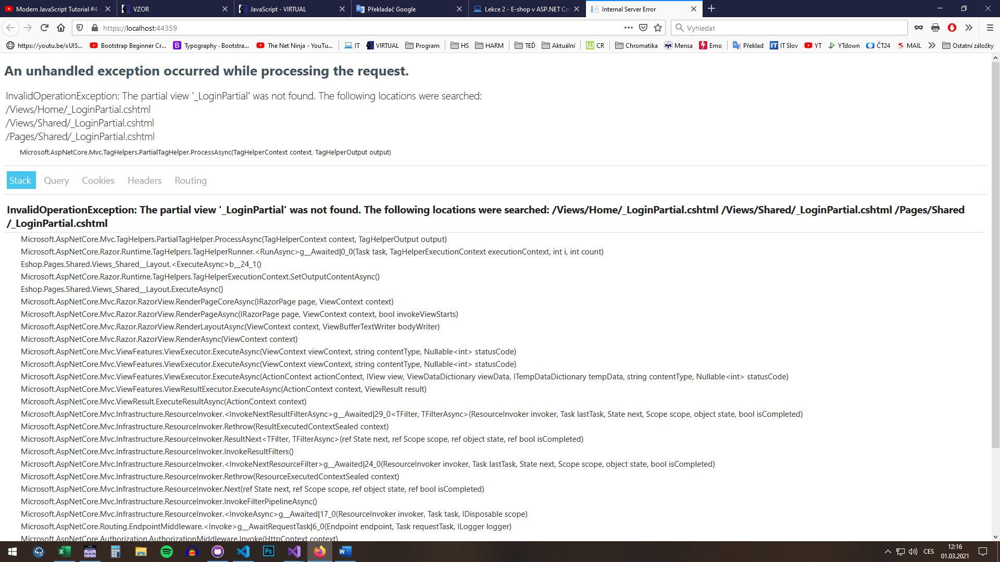 Modern JavaScript Tutorial #4 -
VZOR
JavaScript - VIRTUAL
Překladač Google
Lekce 2 - E-shop v ASP.NET Co
Internal Server Error
https://localhost:44359
Vyhledat
https://youtu.be/xUI5...
Bootstrap Beginner Cr...
Typography · Bootstra...
The Net Ninja - YouTu...
IT
VIRTUAL
Program
HS
HARM
TEĎ
Aktuální
CR
Chromatika
Mensa
Emo
Překlad
IT Slov
YT
YTdown
ČT24
MAIL
Ostatní záložky
An unhandled exception occurred while processing the request.
InvalidOperationException: The partial view '_LoginPartial' was not found. The following locations were searched:
/Views/Home/_LoginPartial.cshtml
/Views/Shared/_LoginPartial.cshtml
/Pages/Shared/_LoginPartial.cshtml
Microsoft.AspNetCore.Mvc.TagHelpers.PartialTagHelper.ProcessAsync(TagHelperContext context, TagHelperOutput output)
Stack Query Cookies Headers Routing
InvalidOperationException: The partial view '_LoginPartial' was not found. The following locations were searched: /Views/Home/_LoginPartial.cshtml /Views/Shared/_LoginPartial.cshtml /Pages/Shared
/_LoginPartial.cshtml
Microsoft.AspNetCore.Mvc.TagHelpers.PartialTagHelper.ProcessAsync(TagHelperContext context, TagHelperOutput output)
Microsoft.AspNetCore.Razor.Runtime.TagHelpers.TagHelperRunner.<RunAsync>g__Awaited|0_0(Task task, TagHelperExecutionContext executionContext, int i, int count)
Eshop.Pages.Shared.Views_Shared__Layout.<ExecuteAsync>b__24_1()
Microsoft.AspNetCore.Razor.Runtime.TagHelpers.TagHelperExecutionContext.SetOutputContentAsync()
Eshop.Pages.Shared.Views_Shared__Layout.ExecuteAsync()
Microsoft.AspNetCore.Mvc.Razor.RazorView.RenderPageCoreAsync(IRazorPage page, ViewContext context)
Microsoft.AspNetCore.Mvc.Razor.RazorView.RenderPageAsync(IRazorPage page, ViewContext context, bool invokeViewStarts)
Microsoft.AspNetCore.Mvc.Razor.RazorView.RenderLayoutAsync(ViewContext context, ViewBufferTextWriter bodyWriter)
Microsoft.AspNetCore.Mvc.Razor.RazorView.RenderAsync(ViewContext context)
Microsoft.AspNetCore.Mvc.ViewFeatures.ViewExecutor.ExecuteAsync(ViewContext viewContext, string contentType, Nullable<int> statusCode)
Microsoft.AspNetCore.Mvc.ViewFeatures.ViewExecutor.ExecuteAsync(ViewContext viewContext, string contentType, Nullable<int> statusCode)
Microsoft.AspNetCore.Mvc.ViewFeatures.ViewExecutor.ExecuteAsync(ActionContext actionContext, IView view, ViewDataDictionary viewData, ITempDataDictionary tempData, string contentType, Nullable<int> statusCode)
Microsoft.AspNetCore.Mvc.ViewFeatures.ViewResultExecutor.ExecuteAsync(ActionContext context, ViewResult result)
Microsoft.AspNetCore.Mvc.ViewResult.ExecuteResultAsync(ActionContext context)
Microsoft.AspNetCore.Mvc.Infrastructure.ResourceInvoker.<InvokeNextResultFilterAsync>g__Awaited|29_0<TFilter, TFilterAsync>(ResourceInvoker invoker, Task lastTask, State next, Scope scope, object state, bool isCompleted)
Microsoft.AspNetCore.Mvc.Infrastructure.ResourceInvoker.Rethrow(ResultExecutedContextSealed context)
Microsoft.AspNetCore.Mvc.Infrastructure.ResourceInvoker.ResultNext<TFilter, TFilterAsync>(ref State next, ref Scope scope, ref object state, ref bool isCompleted)
Microsoft.AspNetCore.Mvc.Infrastructure.ResourceInvoker.InvokeResultFilters()
Microsoft.AspNetCore.Mvc.Infrastructure.ResourceInvoker.<InvokeNextResourceFilter>g__Awaited|24_0(ResourceInvoker invoker, Task lastTask, State next, Scope scope, object state, bool isCompleted)
Microsoft.AspNetCore.Mvc.Infrastructure.ResourceInvoker.Rethrow(ResourceExecutedContextSealed context)
Microsoft.AspNetCore.Mvc.Infrastructure.ResourceInvoker.Next(ref State next, ref Scope scope, ref object state, ref bool isCompleted)
Microsoft.AspNetCore.Mvc.Infrastructure.ResourceInvoker.InvokeFilterPipelineAsync()
Microsoft.AspNetCore.Mvc.Infrastructure.ResourceInvoker.<InvokeAsync>g__Awaited|17_0(ResourceInvoker invoker, Task task, IDisposable scope)
Microsoft.AspNetCore.Routing.EndpointMiddleware.<Invoke>g__AwaitRequestTask|6_0(Endpoint endpoint, Task requestTask, ILogger logger)
Microsoft.AspNetCore.Authorization.AuthorizationMiddleware.Invoke(HttpContext context)
CES
12:16
01.03.2021